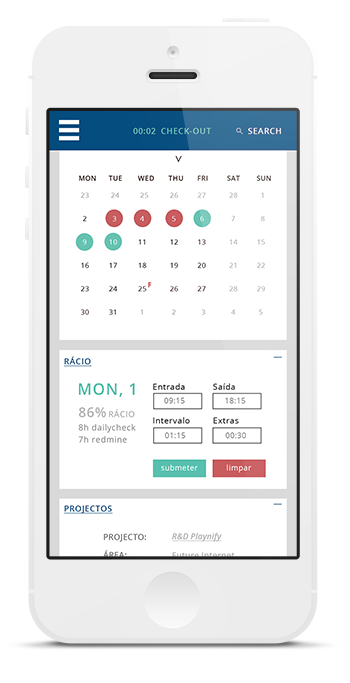 00:02 CHECK-OUT SEARCH
MON TUE WED THU FRI SAT SUN
23 24 25 26 27 28 1
2 3 4 5 6 7 8
9 10 11 12 13 14 15
16 17 18 19 20 21 22
23 24 25 F 26 27 28 29
30 31 1 2 3 4 5
RÁCIO
MON, 1
86% RÁCIO
8h dailycheck
7h redmine
Entrada Saída
09:15 18:15
Intervalo Extras
01:15 00:30
submeter limpar
PROJECTOS
PROJECTO: R&D Playnify
ÁREA: Future Internet